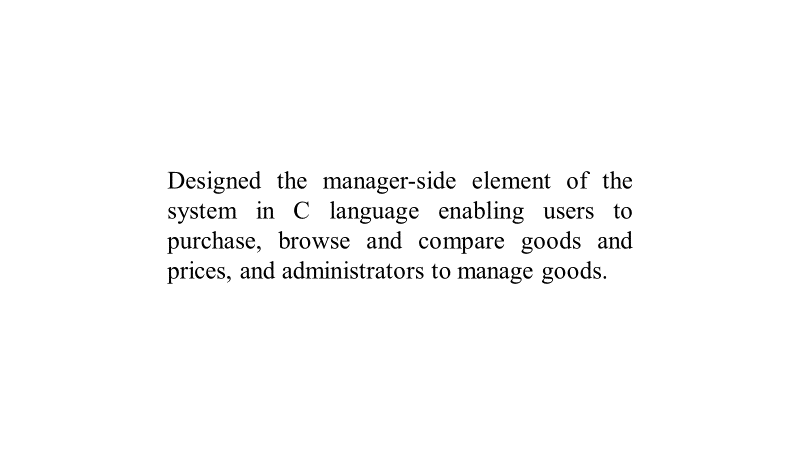 Designed the manager-side element of the
system in C language enabling users to
purchase, browse and compare goods and
prices, and administrators to manage goods.